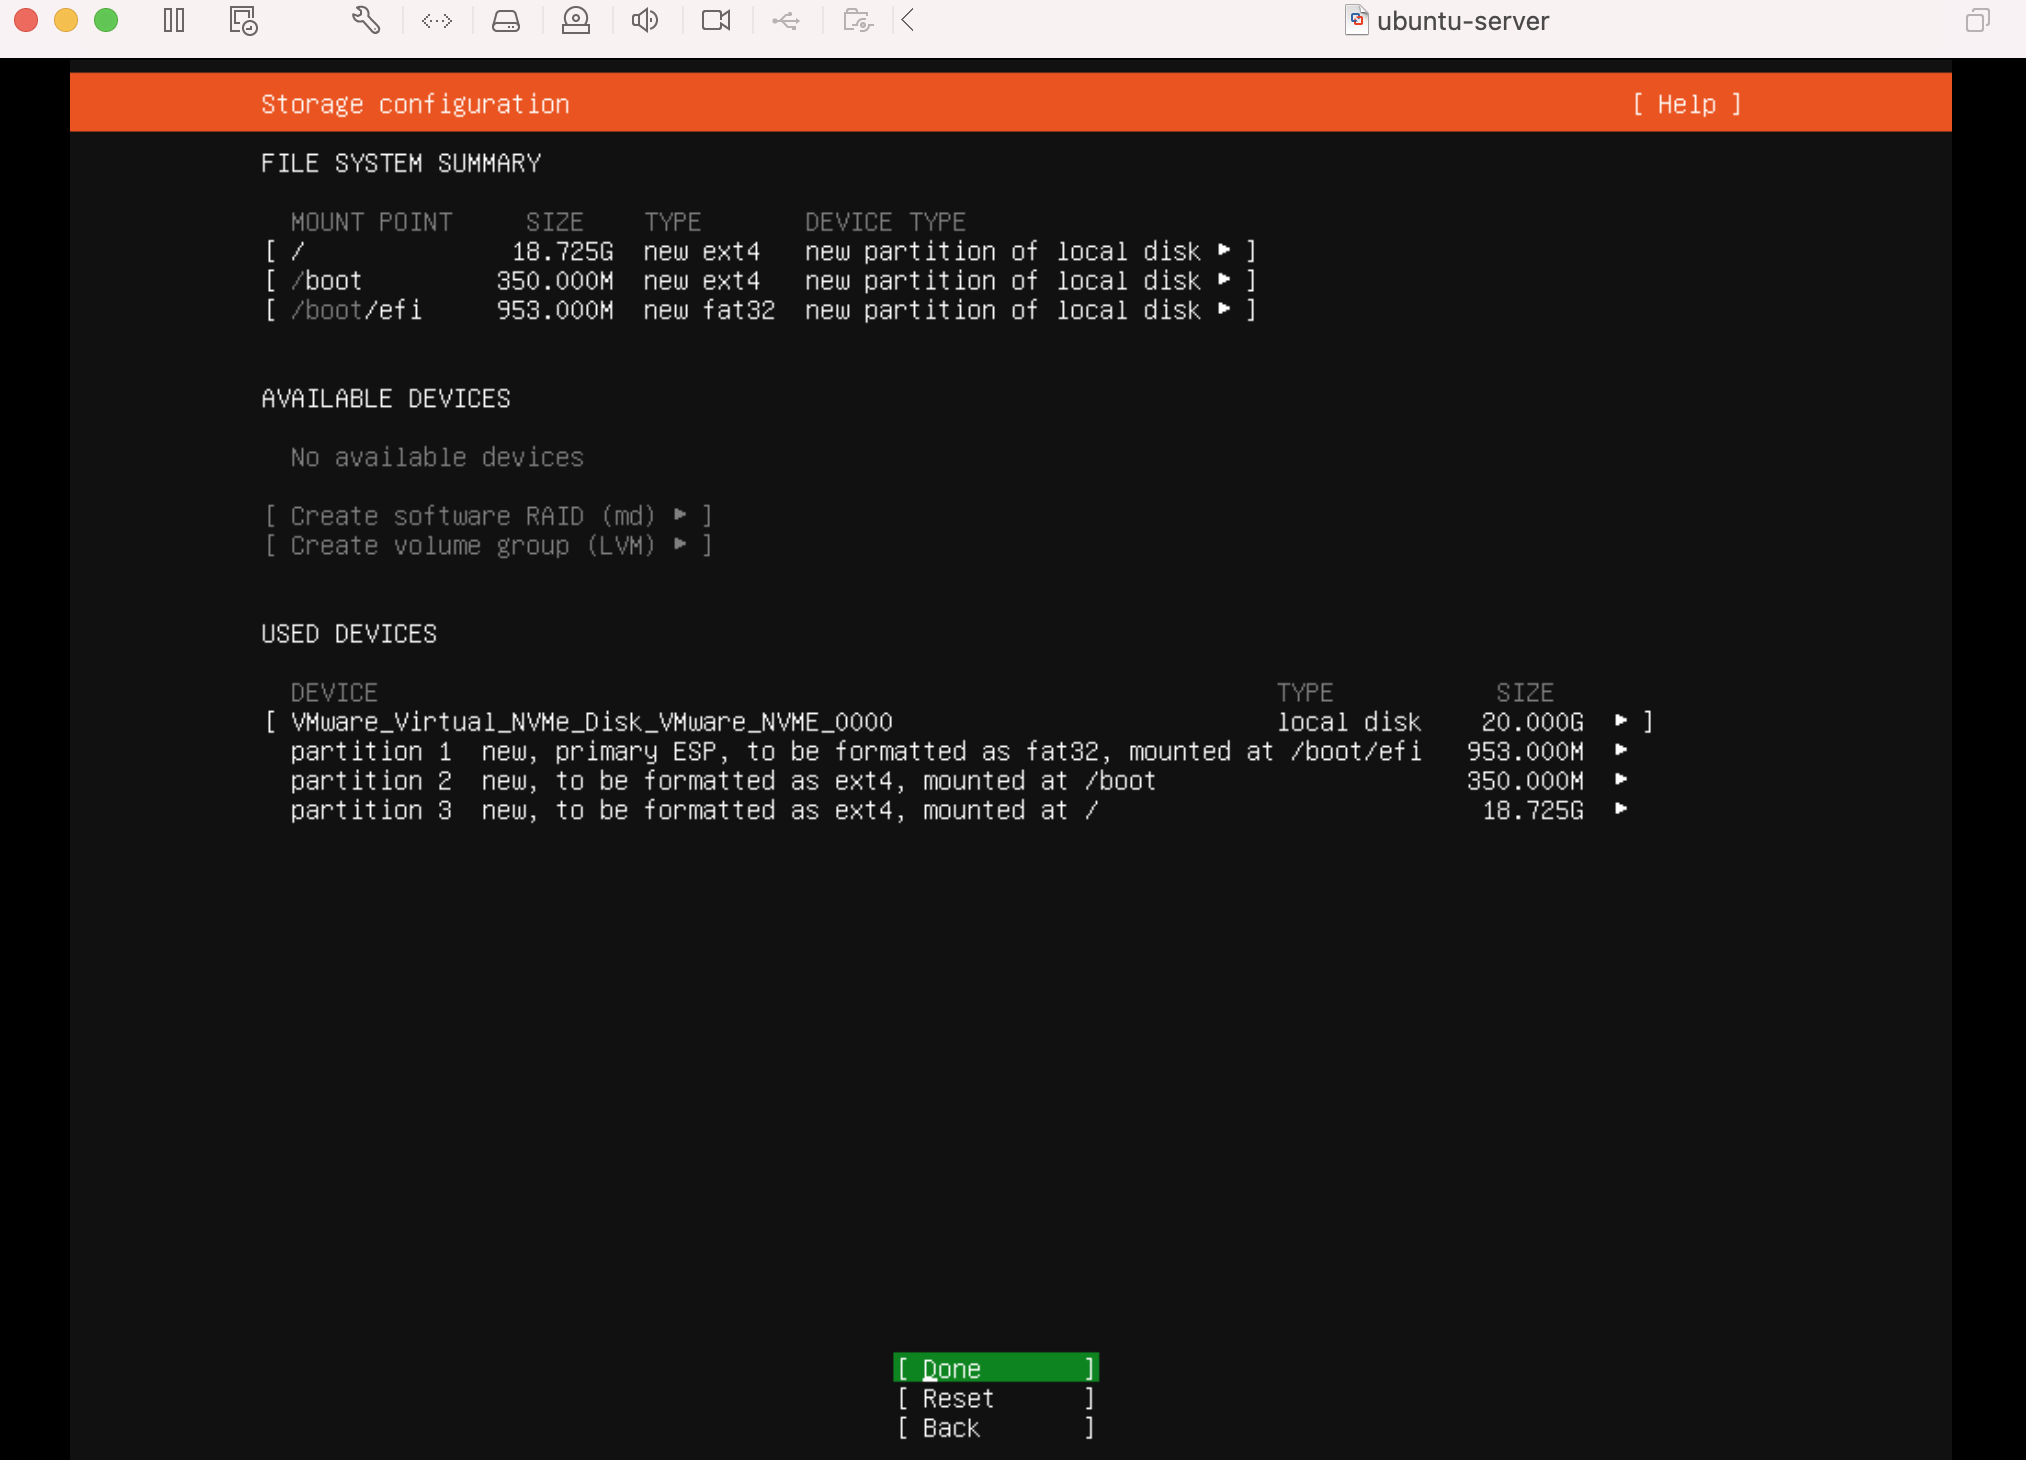 ubuntu-server
Storage configuration [ Help ]
FILE SYSTEM SUMMARY
MOUNT POINT SIZE TYPE DEVICE TYPE
[ / 18.725G new ext4 new partition of local disk ▸ ]
[ /boot 350.000M new ext4 new partition of local disk ▸ ]
[ /boot/efi 953.000M new fat32 new partition of local disk ▸ ]
AVAILABLE DEVICES
No available devices
[ Create software RAID (md) ▸ ]
[ Create volume group (LVM) ▸ ]
USED DEVICES
DEVICE TYPE SIZE
[ VMware_Virtual_NVMe_Disk_VMware_NVME_0000 local disk 20.000G ▸ ]
partition 1 new, primary ESP, to be formatted as fat32, mounted at /boot/efi 953.000M ▸
partition 2 new, to be formatted as ext4, mounted at /boot 350.000M ▸
partition 3 new, to be formatted as ext4, mounted at / 18.725G ▸
[ Done ]
[ Reset ]
[ Back ]